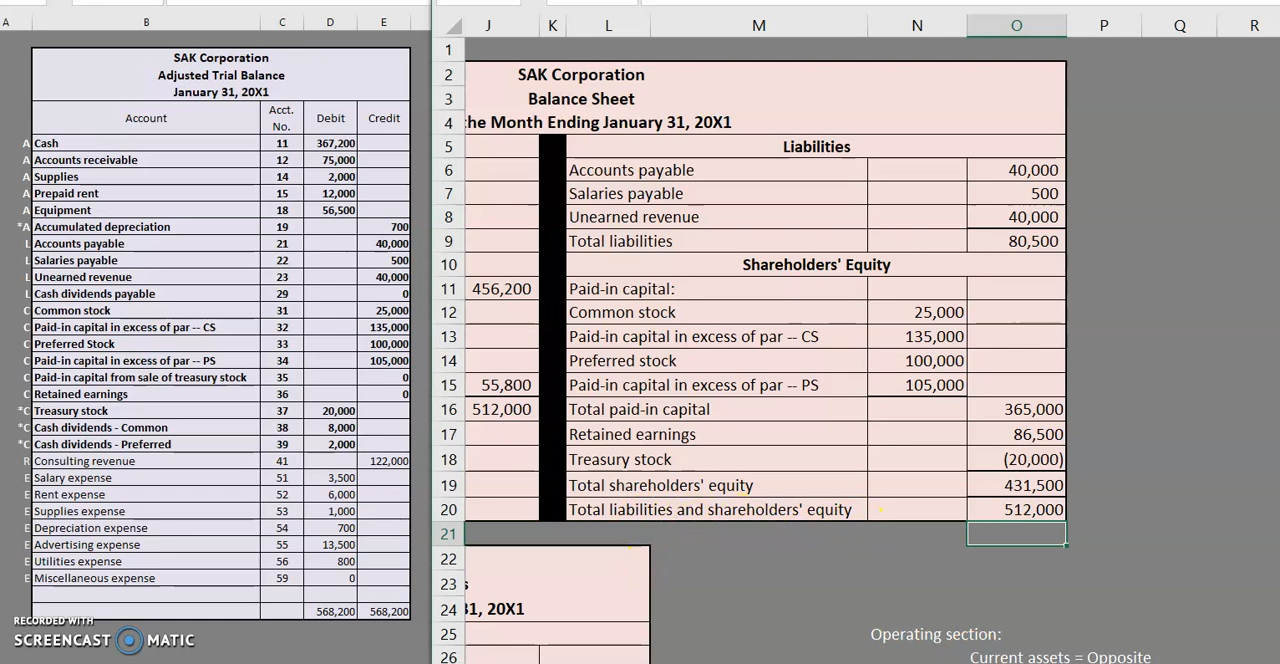 A B C D E
SAK Corporation
Adjusted Trial Balance
January 31, 20X1
Account Acct. No. Debit Credit
A Cash 11 367,200
A Accounts receivable 12 75,000
A Supplies 14 2,000
A Prepaid rent 15 12,000
A Equipment 18 56,500
*A Accumulated depreciation 19 700
L Accounts payable 21 40,000
L Salaries payable 22 500
L Unearned revenue 23 40,000
L Cash dividends payable 29 0
C Common stock 31 25,000
C Paid-in capital in excess of par -- CS 32 135,000
C Preferred Stock 33 100,000
C Paid-in capital in excess of par -- PS 34 105,000
C Paid-in capital from sale of treasury stock 35 0
C Retained earnings 36 0
*C Treasury stock 37 20,000
*C Cash dividends - Common 38 8,000
*C Cash dividends - Preferred 39 2,000
R Consulting revenue 41 122,000
E Salary expense 51 3,500
E Rent expense 52 6,000
E Supplies expense 53 1,000
E Depreciation expense 54 700
E Advertising expense 55 13,500
E Utilities expense 56 800
E Miscellaneous expense 59 0
568,200 568,200
RECORDED WITH
SCREENCAST MATIC
J K L M N O P Q R
1
2 SAK Corporation
3 Balance Sheet
4 the Month Ending January 31, 20X1
5 Liabilities
6 Accounts payable 40,000
7 Salaries payable 500
8 Unearned revenue 40,000
9 Total liabilities 80,500
10 Shareholders' Equity
11 456,200 Paid-in capital:
12 Common stock 25,000
13 Paid-in capital in excess of par -- CS 135,000
14 Preferred stock 100,000
15 55,800 Paid-in capital in excess of par -- PS 105,000
16 512,000 Total paid-in capital 365,000
17 Retained earnings 86,500
18 Treasury stock (20,000)
19 Total shareholders' equity 431,500
20 Total liabilities and shareholders' equity 512,000
21
22
23 s
24 31, 20X1
25 Operating section:
26 Current assets = Opposite